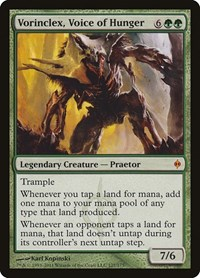 Vorinclex, Voice of Hunger 6
Legendary Creature — Praetor
Trample
Whenever you tap a land for mana, add
one mana to your mana pool of any
type that land produced.
Whenever an opponent taps a land for
mana, that land doesn't untap during
its controller's next untap step.
Karl Kopinski
7/6